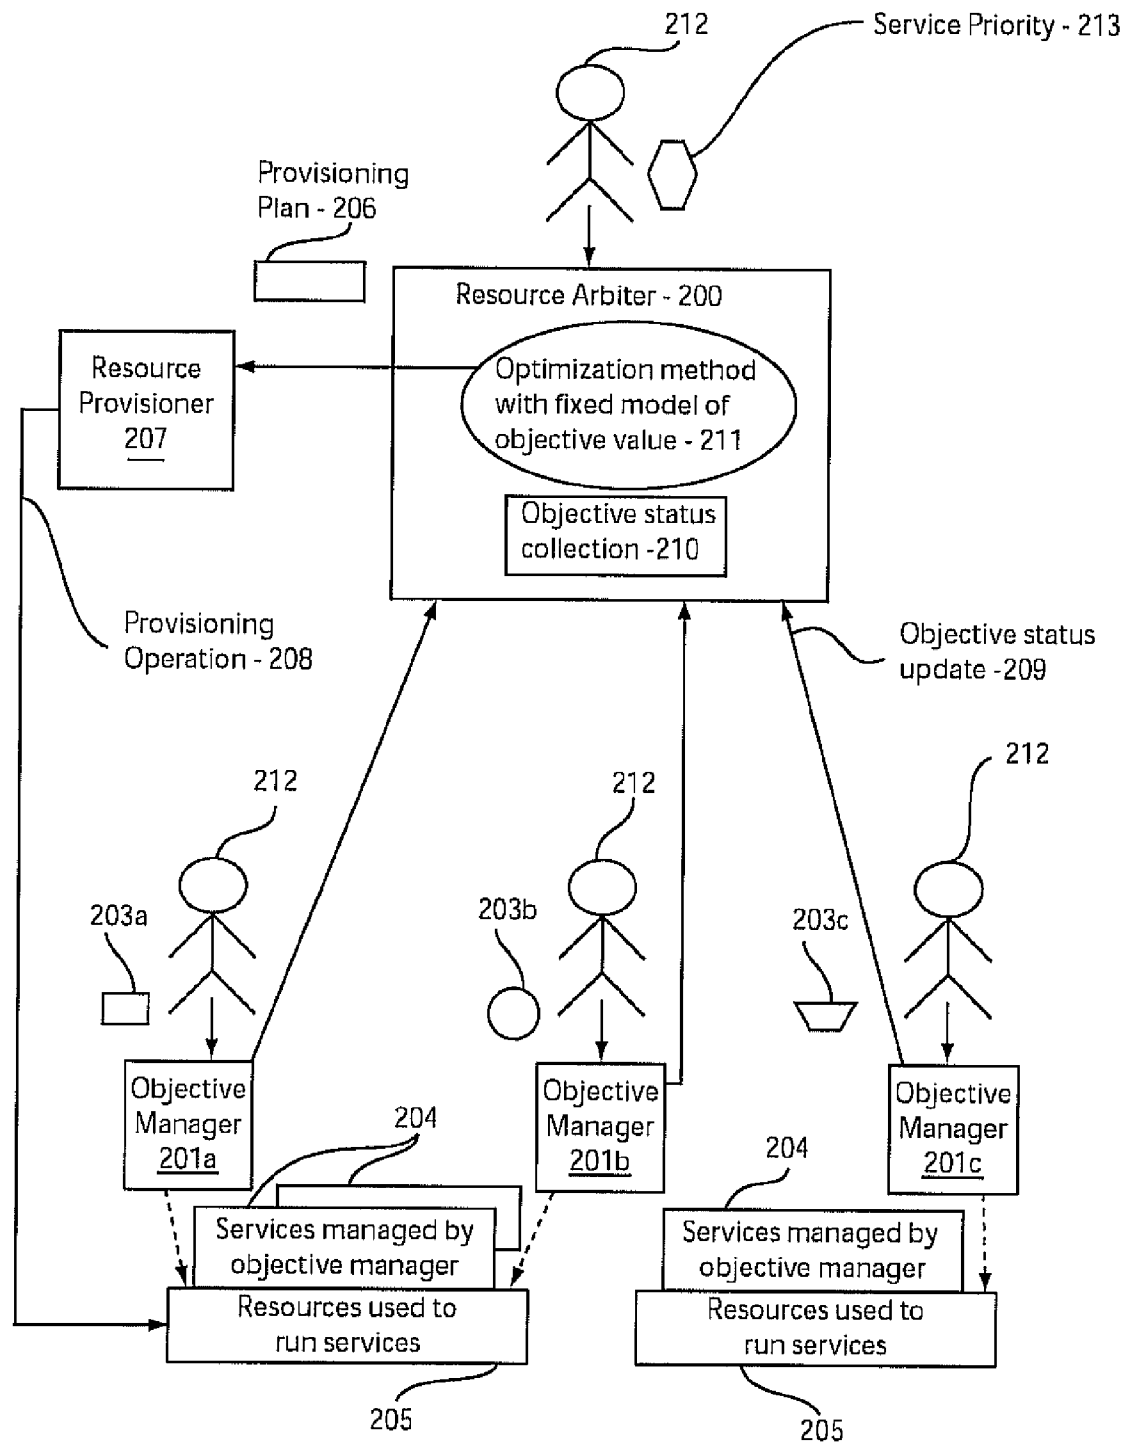 212
Service Priority - 213
Provisioning
Plan - 206
Resource Arbiter - 200
Optimization method
with fixed model of
objective value - 211
Resource
Provisioner
207
Objective status
collection -210
Provisioning
Operation - 208
Objective status
update -209
212
212
212
203a
203b
203c
Objective
Manager
201a
Objective
Manager
201b
Objective
Manager
201c
204
204
Services managed by
objective manager
Services managed by
objective manager
Resources used to
run services
Resources used to
run services
205
205